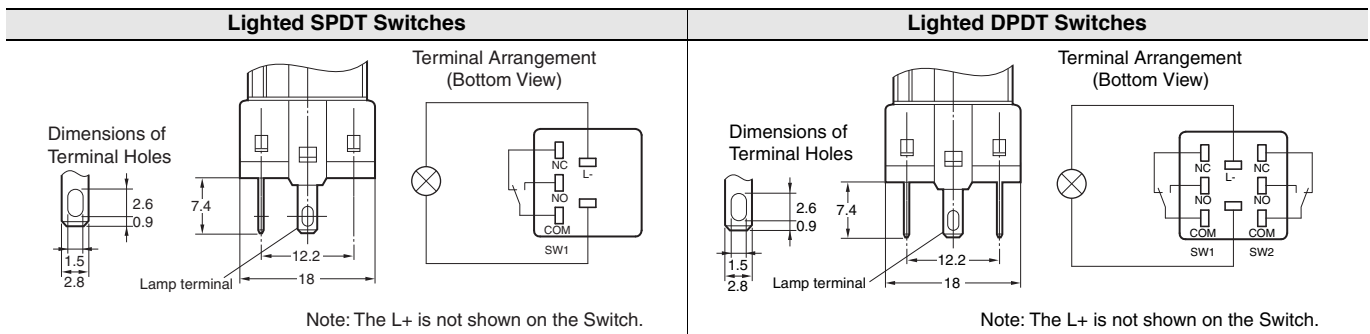 Lighted SPDT Switches
Terminal Arrangement
(Bottom View)
Dimensions of
Terminal Holes
2.6
0.9
1.5
2.8
7.4
12.2
18
Lamp terminal
NC
L-
NO
COM
SW1
Note: The L+ is not shown on the Switch.
Lighted DPDT Switches
Terminal Arrangement
(Bottom View)
Dimensions of
Terminal Holes
2.6
0.9
1.5
2.8
7.4
12.2
18
Lamp terminal
NC
L-
NC
NO
NO
COM
COM
SW1
SW2
Note: The L+ is not shown on the Switch.